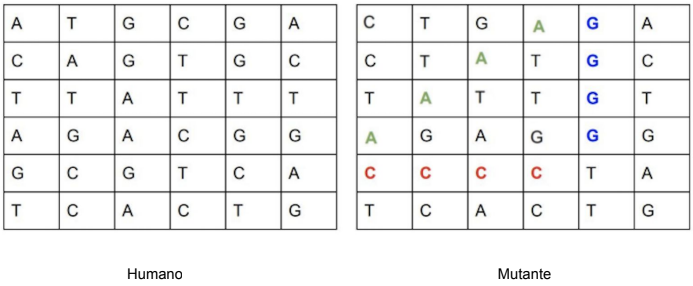 A T G C G A
C A G T G C
T T A T T T
A G A C G G
G C G T C A
T C A C T G
Humano
C T G A G A
C T A T G C
T A T T G T
A G A G G G
C C C C T A
T C A C T G
Mutante